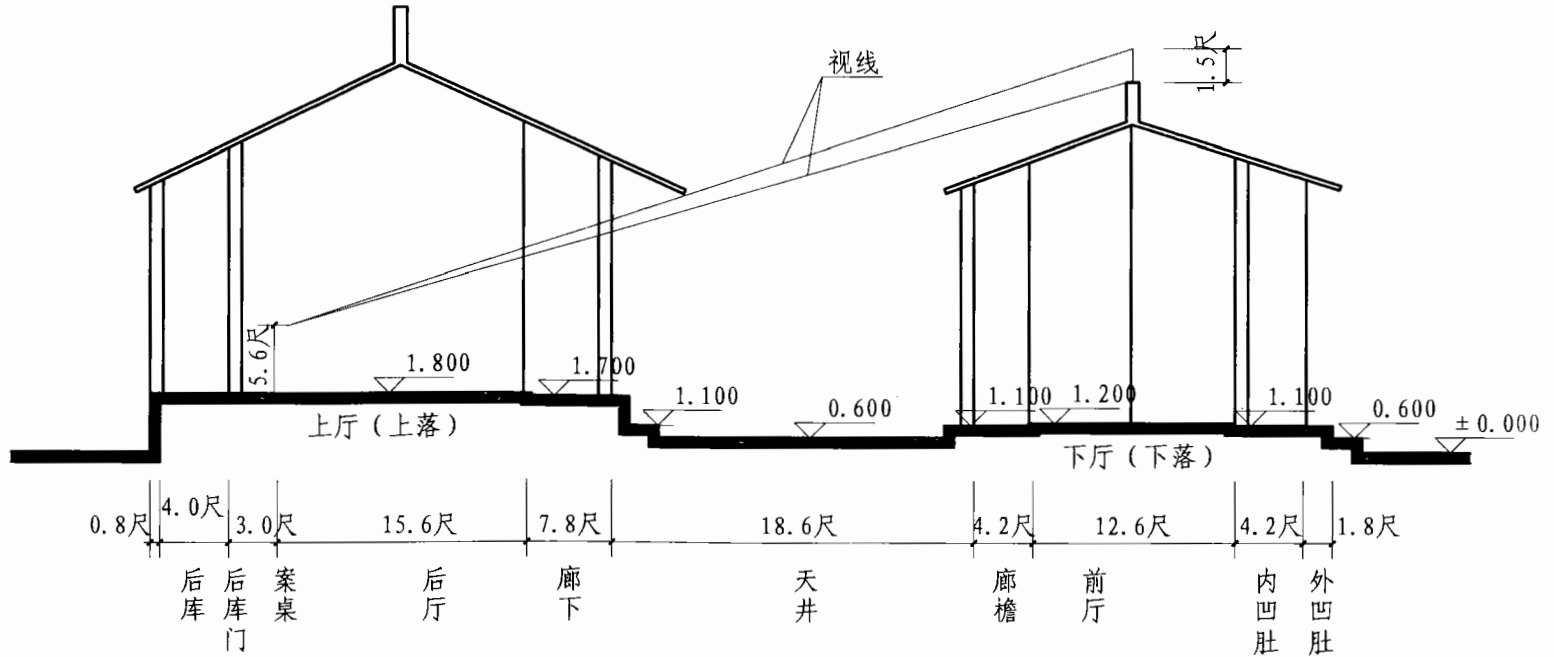 视线
1.5尺
5.6尺
1.800
1.700
1.100
0.600
1.100
1.200
1.100
0.600
±0.000
上厅（上落）
下厅（下落）
0.8尺
4.0尺
3.0尺
15.6尺
7.8尺
18.6尺
4.2尺
12.6尺
4.2尺
1.8尺
后库
后库门
案桌
后厅
廊下
天井
廊檐
前厅
内凹肚
外凹肚